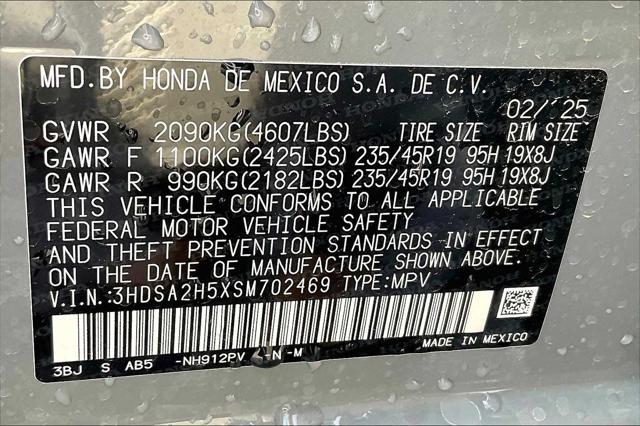 MFD. BY HONDA DE MEXICO S.A. DE C.V.
02/ 25
GVWR 2090KG(4607LBS) TIRE SIZE RIM SIZE
GAWR F 1100KG(2425LBS) 235/45R19 95H 19X8J
GAWR R 990KG(2182LBS) 235/45R19 95H 19X8J
THIS VEHICLE CONFORMS TO ALL APPLICABLE
FEDERAL MOTOR VEHICLE SAFETY
AND THEFT PREVENTION STANDARDS IN EFFECT
ON THE DATE OF MANUFACTURE SHOWN ABOVE.
V.I.N.:3HDSA2H5XSM702469 TYPE:MPV
3BJ S AB5 -NH912PV -N -M MADE IN MEXICO